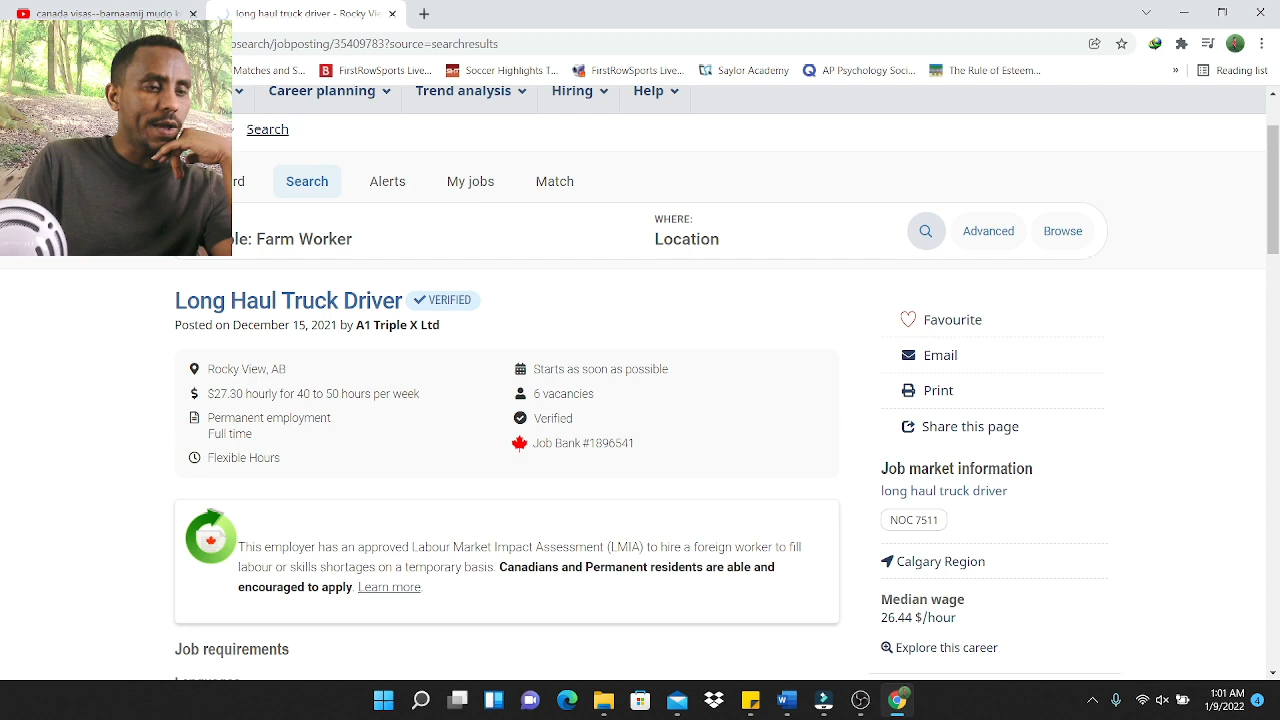 canada visas--barnamij - YouTube
long haul truck driver - Rocky Vie
search/jobposting/35409783?source=searchresults
Matches and S...
FirstRowSports Live...
Soccer Highlights T...
FirstRowSports Live...
Saylor Academy
AP Psychology Soci...
The Rule of Esteem...
»
Reading list
Career planning
Trend analysis
Hiring
Help
Search
rd
Search
Alerts
My jobs
Match
WHERE:
le: Farm Worker
Location
Advanced
Browse
Long Haul Truck Driver VERIFIED
Posted on December 15, 2021 by A1 Triple X Ltd
Rocky View, AB
Starts as soon as possible
$27.30 hourly for 40 to 50 hours per week
6 vacancies
Permanent employment
Full time
Verified
Job Bank #1896541
Flexible Hours
Favourite
Email
Print
Share this page
Job market information
long haul truck driver
NOC 7511
Calgary Region
Median wage
26.44 $/hour
Explore this career
This employer has an approved Labour Market Impact Assessment (LMIA) to hire a foreign worker to fill
labour or skills shortages on a temporary basis. Canadians and Permanent residents are able and
encouraged to apply. Learn more.
Job requirements
Languages
1:01 AM
1/9/2022
4